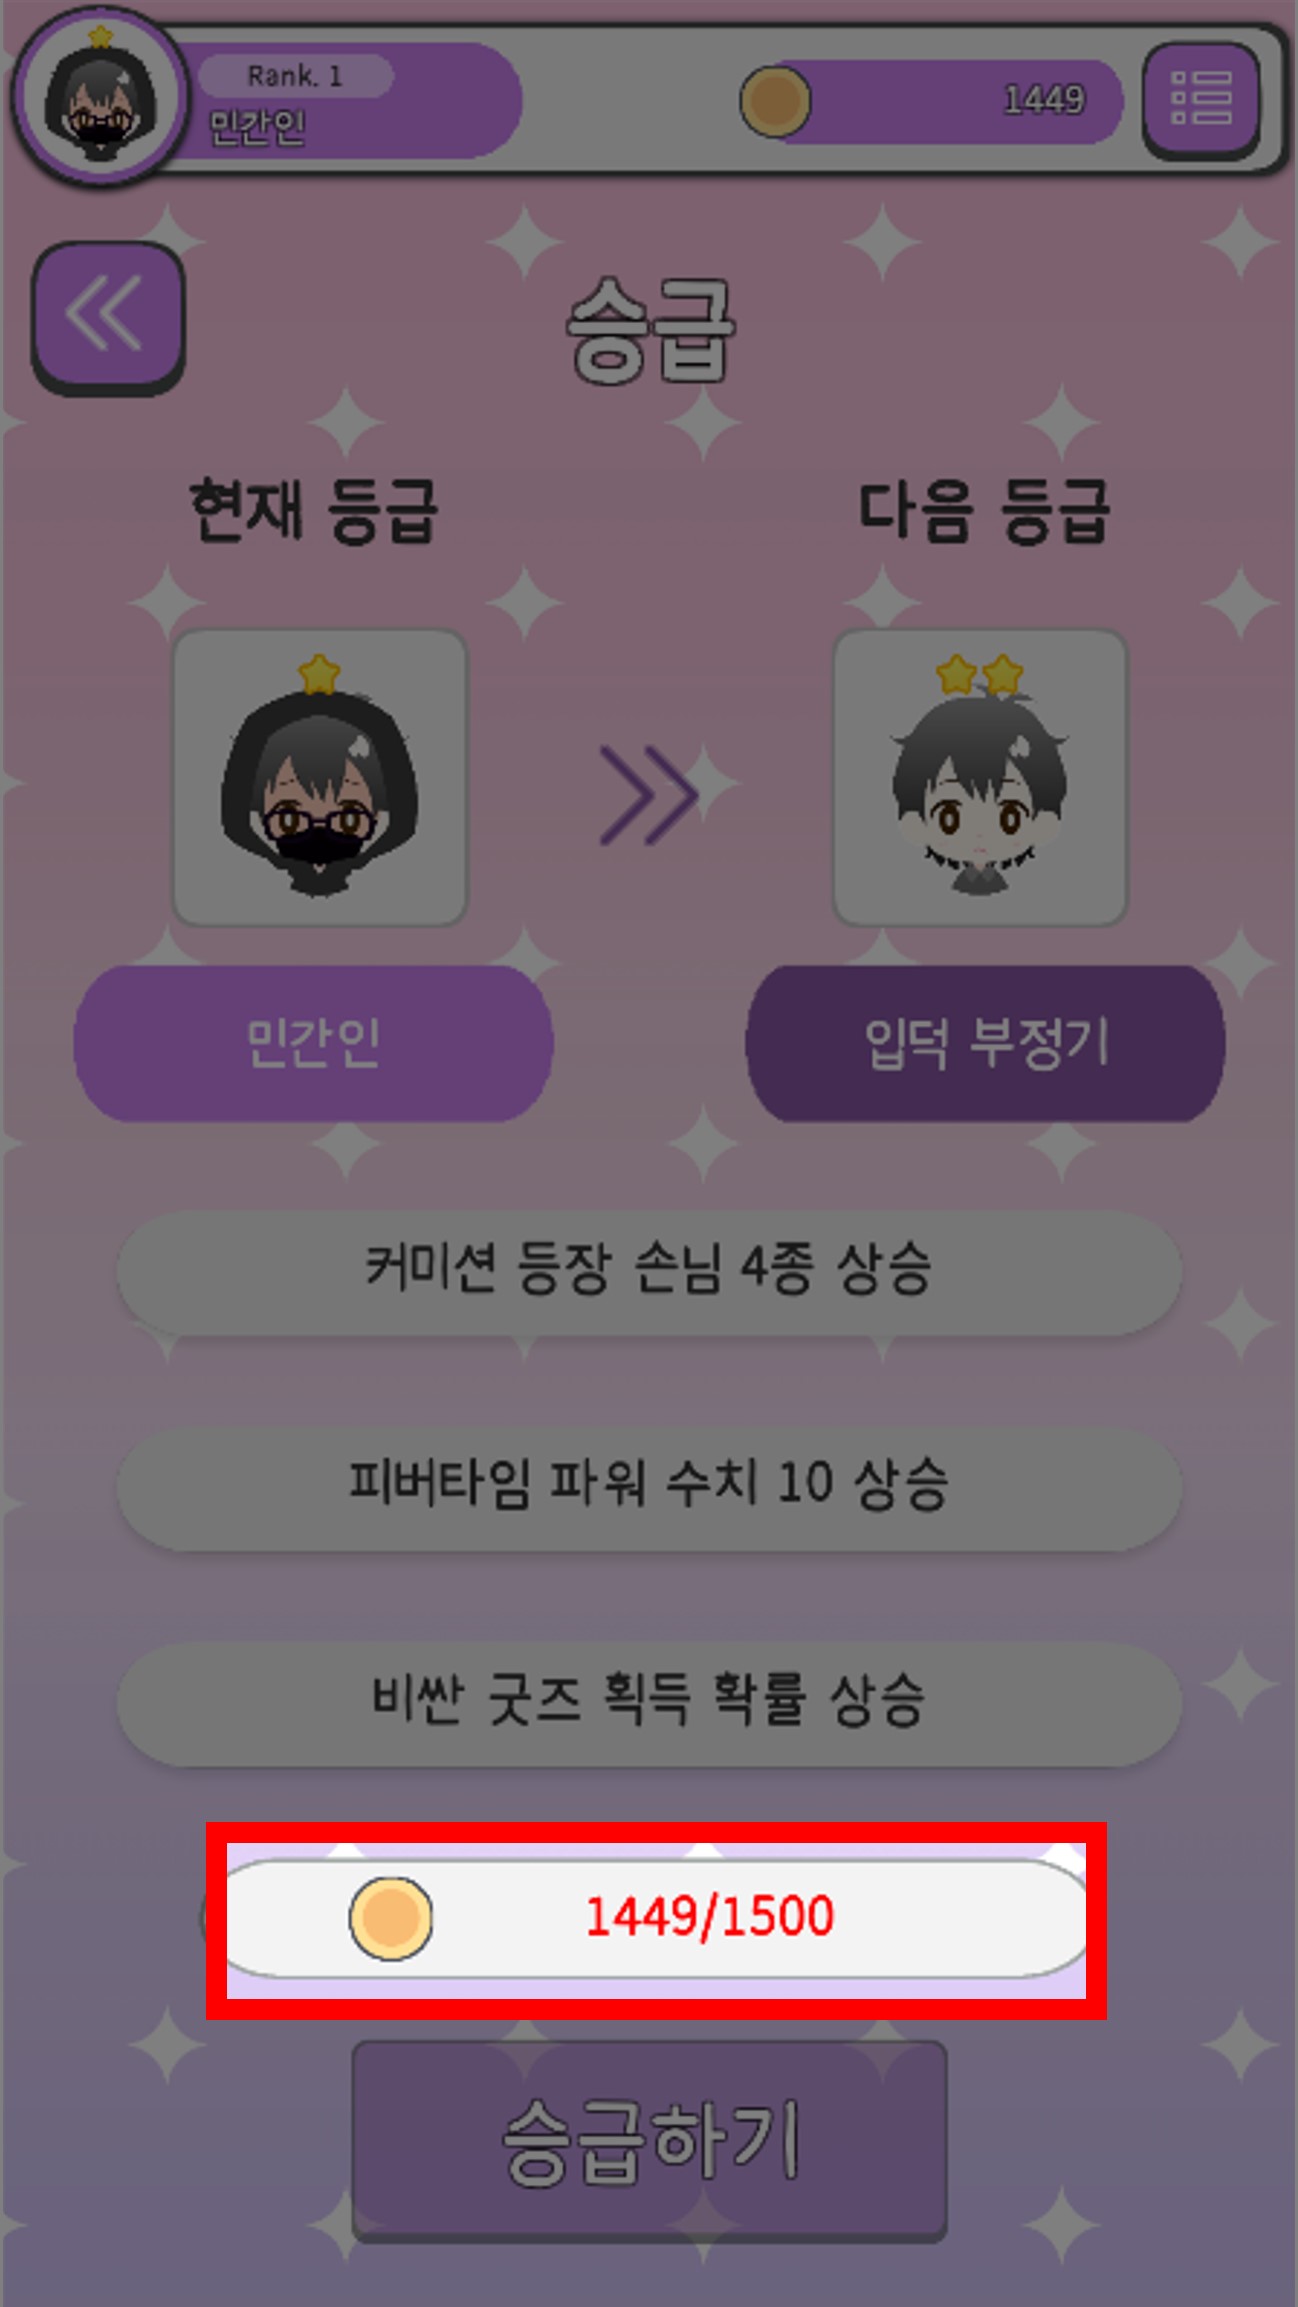 Rank. 1
민간인
1449
승급
현재 등급
다음 등급
민간인
입덕 부정기
커미션 등장 손님 4종 상승
피버타임 파워 수치 10 상승
비싼 굿즈 획득 확률 상승
1449/1500
승급하기